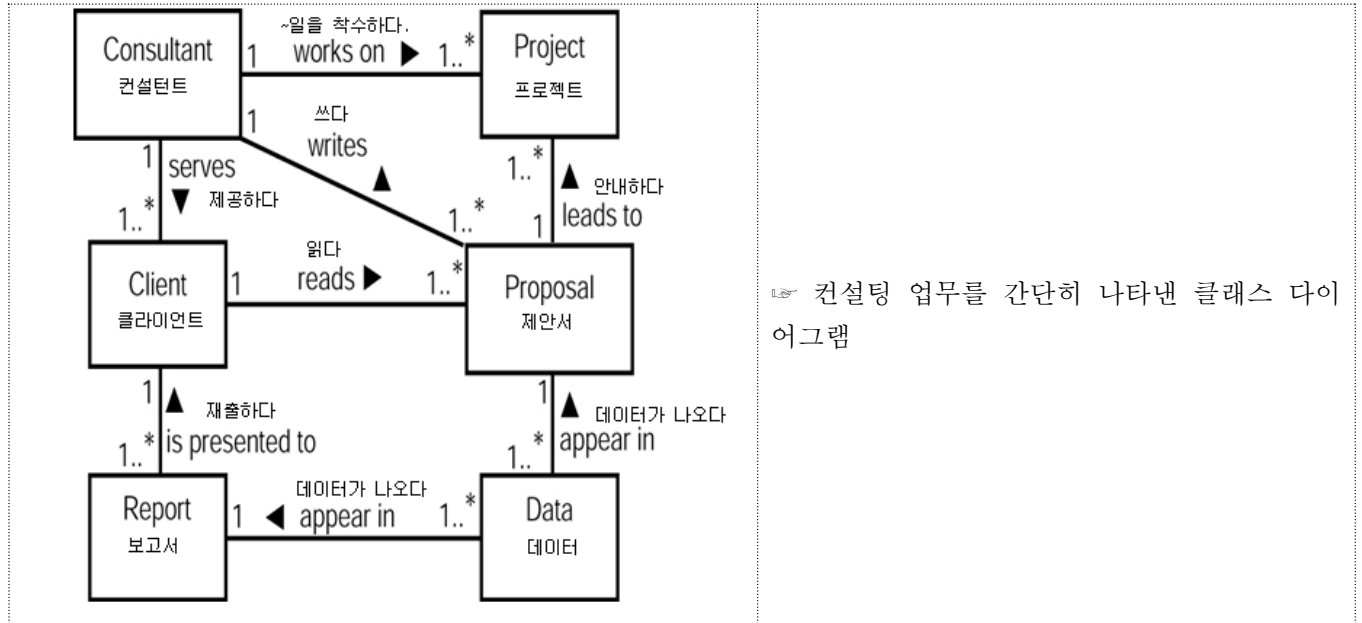 ~일을 착수하다.
Consultant
컨설턴트
1
works on ▶
1..*
Project
프로젝트
1
쓰다
writes
1
serves
제공하다
1..*
1..*
안내하다
leads to
1
1..*
Client
클라이언트
1
읽다
reads ▶
1..*
Proposal
제안서
1
재출하다
is presented to
1..*
1
데이터가 나오다
appear in
1..*
Report
보고서
1
데이터가 나오다
◀ appear in
1..*
Data
데이터
☞ 컨설팅 업무를 간단히 나타낸 클래스 다이
어그램